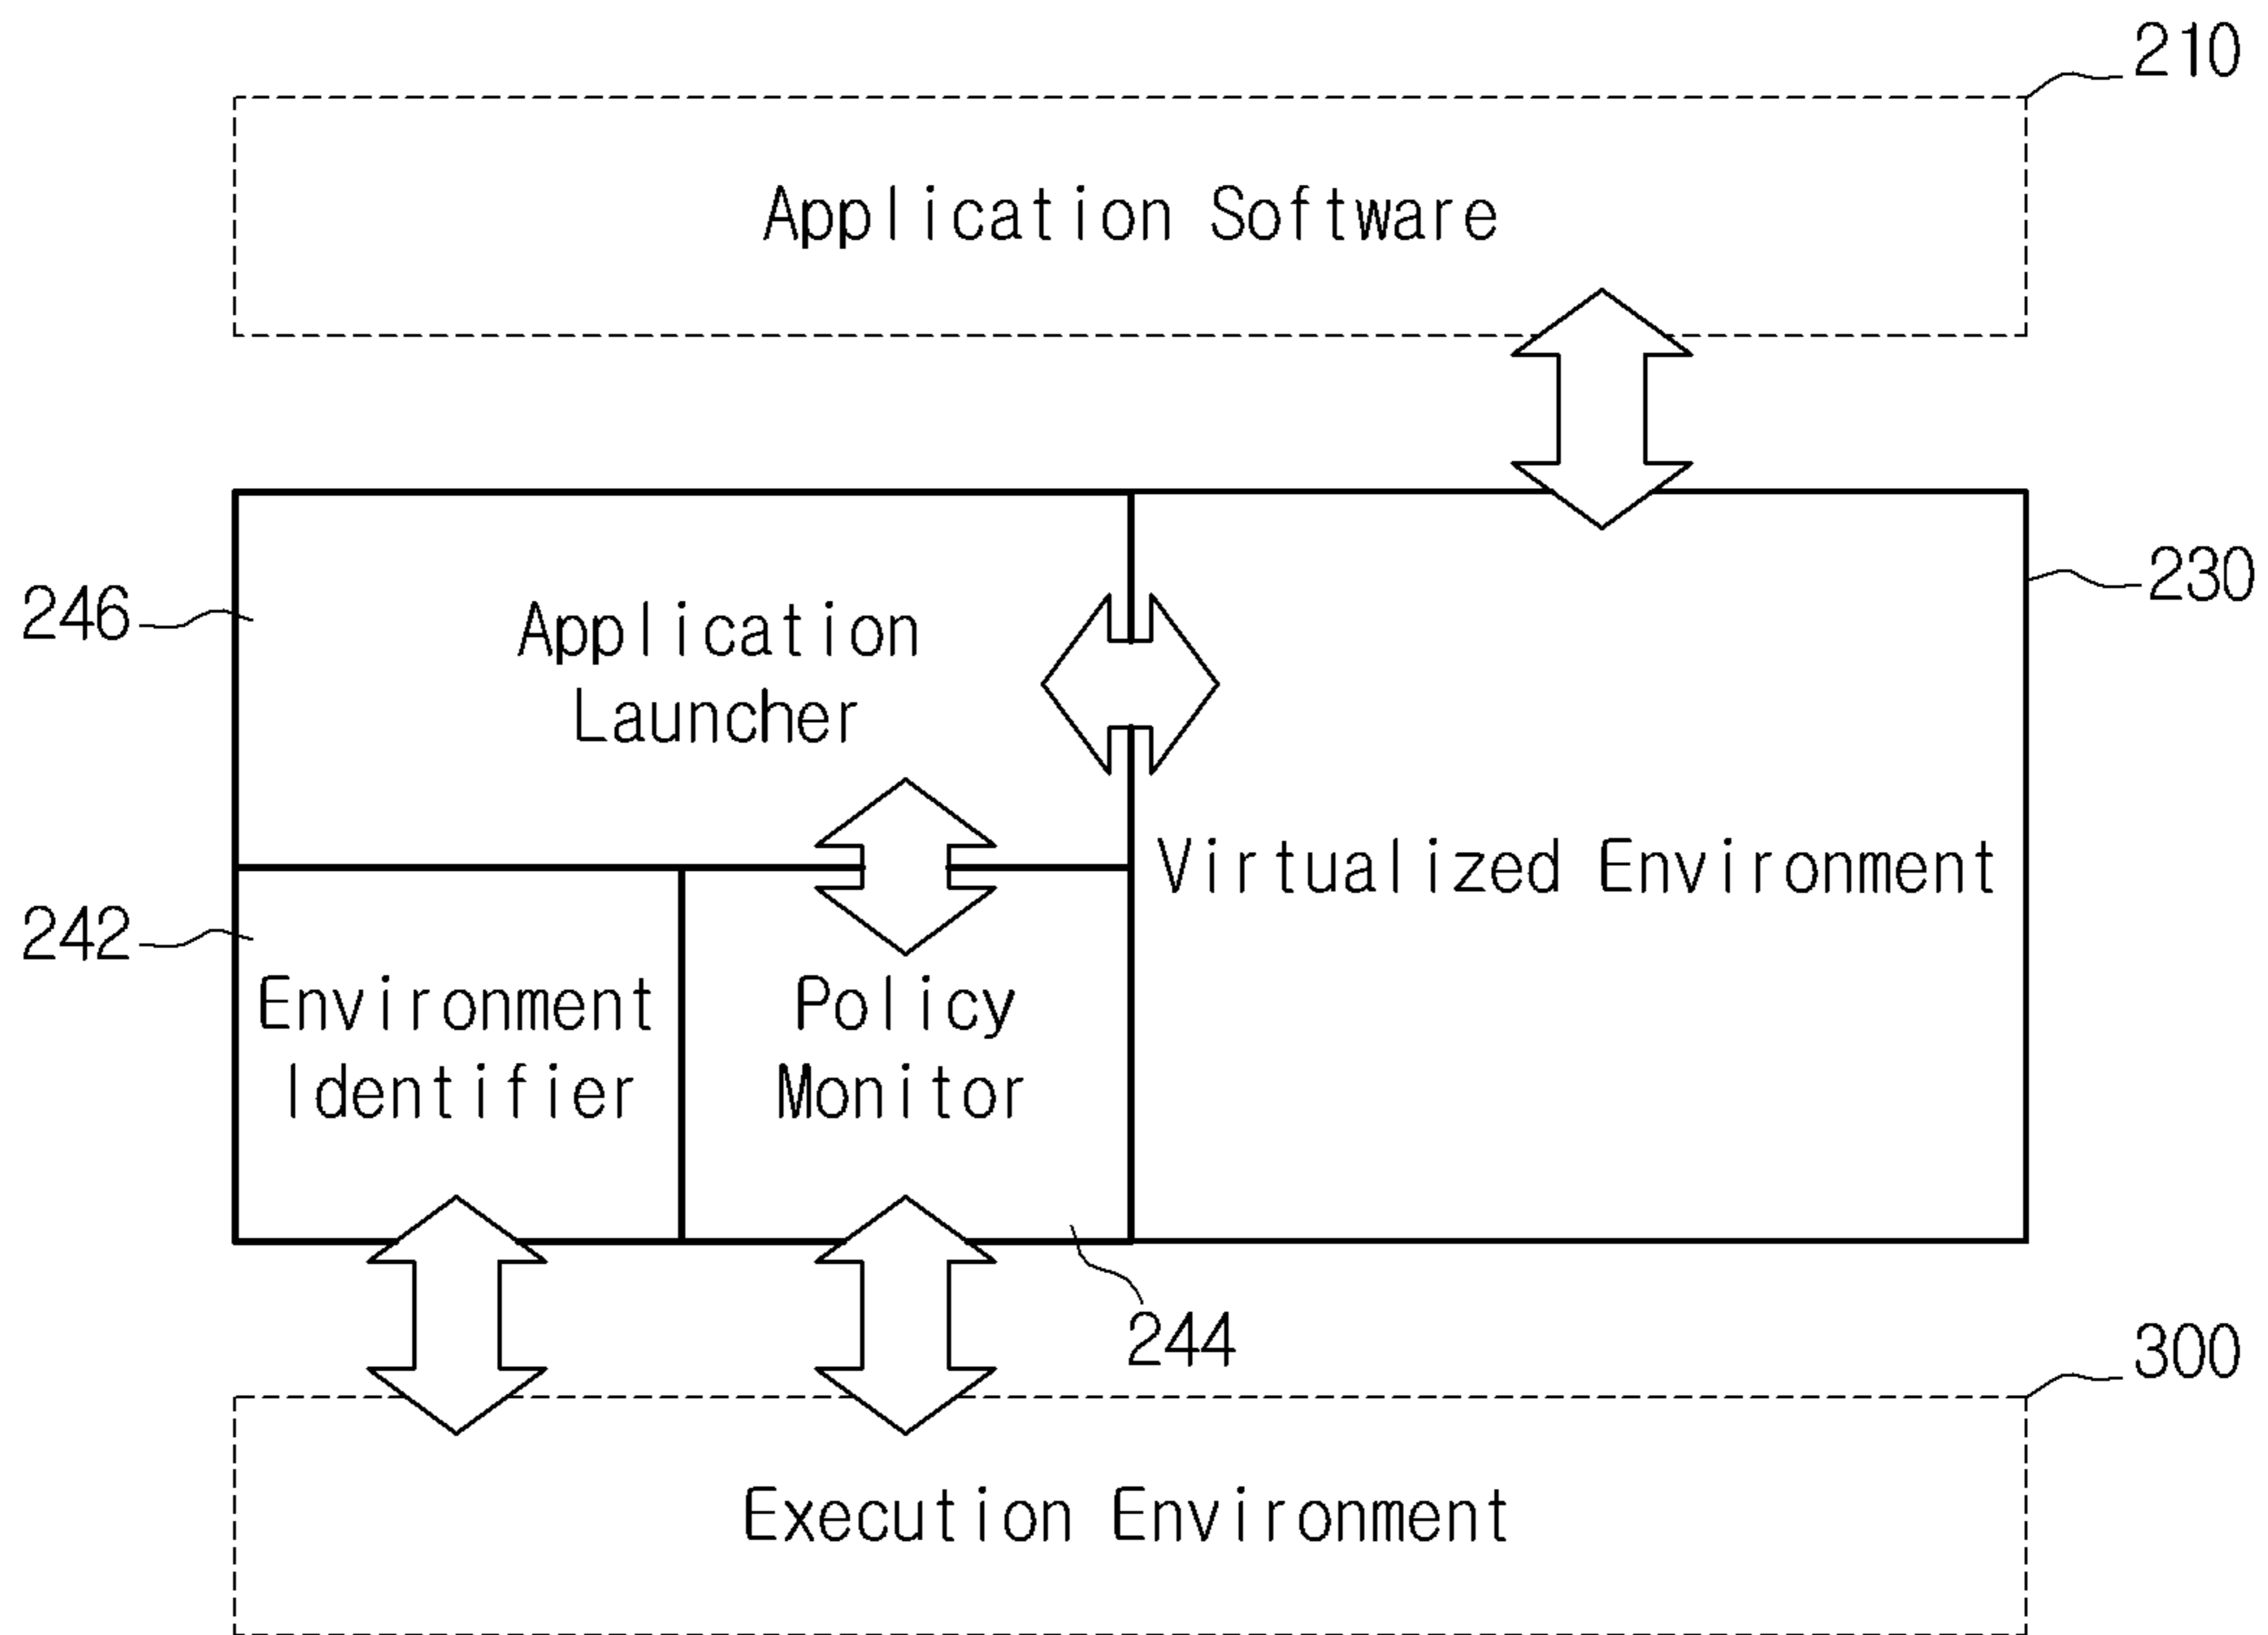 210
Application Software
230
246
Application
Launcher
Virtualized Environment
242
Environment
Identifier
Policy
Monitor
244
300
Execution Environment